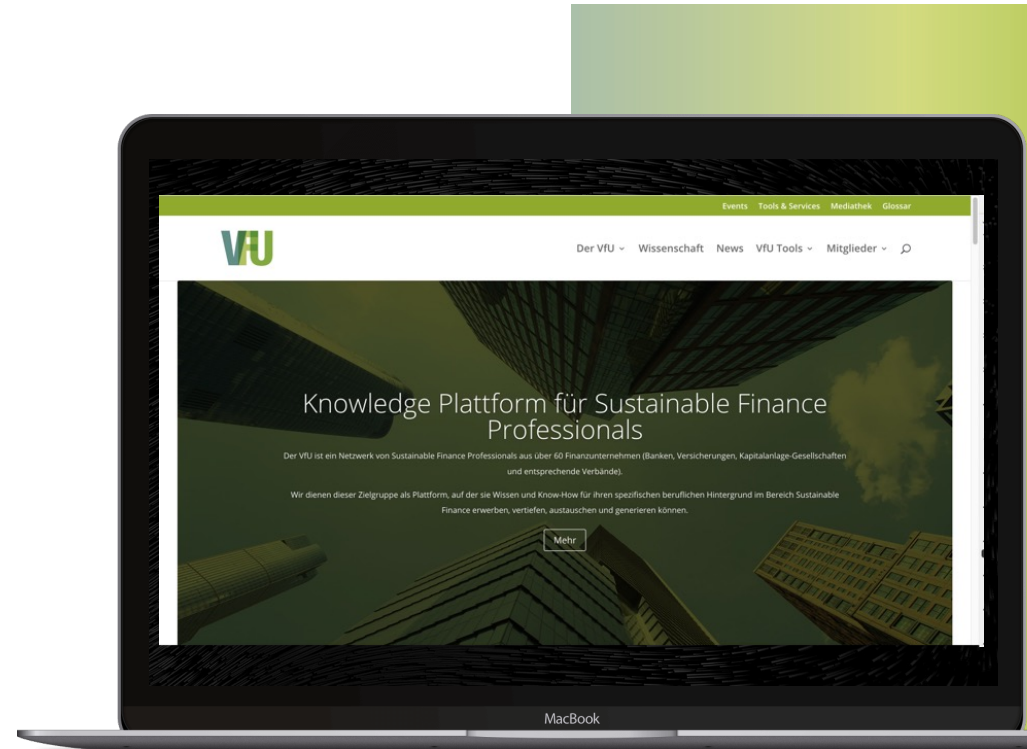 Events Tools & Services Mediathek Glossar
VfU
Der VfU Wissenschaft News VfU Tools Mitglieder
Knowledge Plattform für Sustainable Finance
Professionals
Der VfU ist ein Netzwerk von Sustainable Finance Professionals aus über 60 Finanzunternehmen (Banken, Versicherungen, Kapitalanlage-Gesellschaften
und entsprechende Verbände).
Wir dienen dieser Zielgruppe als Plattform, auf der sie Wissen und Know-How für ihren spezifischen beruflichen Hintergrund im Bereich Sustainable
Finance erwerben, vertiefen, austauschen und generieren können.
Mehr
MacBook